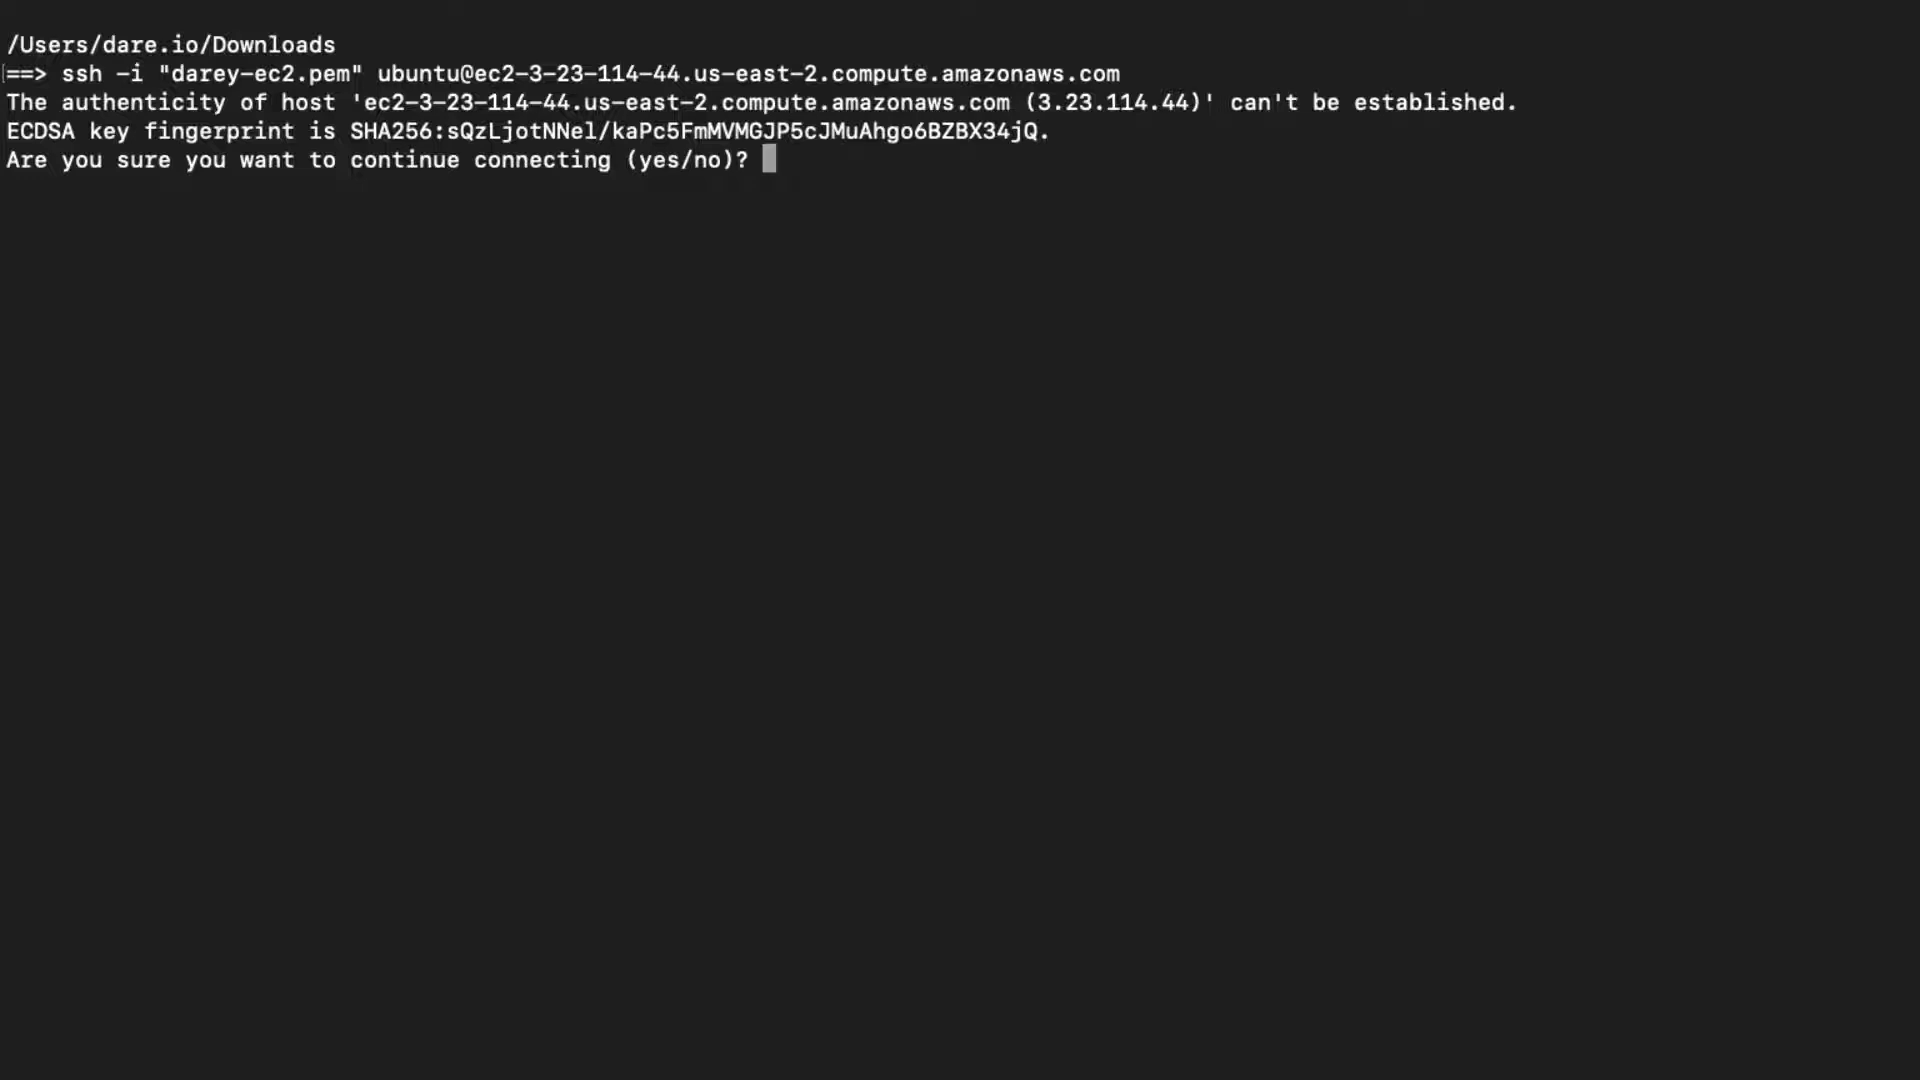 /Users/dare.io/Downloads
==> ssh -i "darey-ec2.pem" ubuntu@ec2-3-23-114-44.us-east-2.compute.amazonaws.com
The authenticity of host 'ec2-3-23-114-44.us-east-2.compute.amazonaws.com (3.23.114.44)' can't be established.
ECDSA key fingerprint is SHA256:sQzLjotNNel/kaPc5FmMVMGJP5cJMuAhgo6BZBX34jQ.
Are you sure you want to continue connecting (yes/no)?